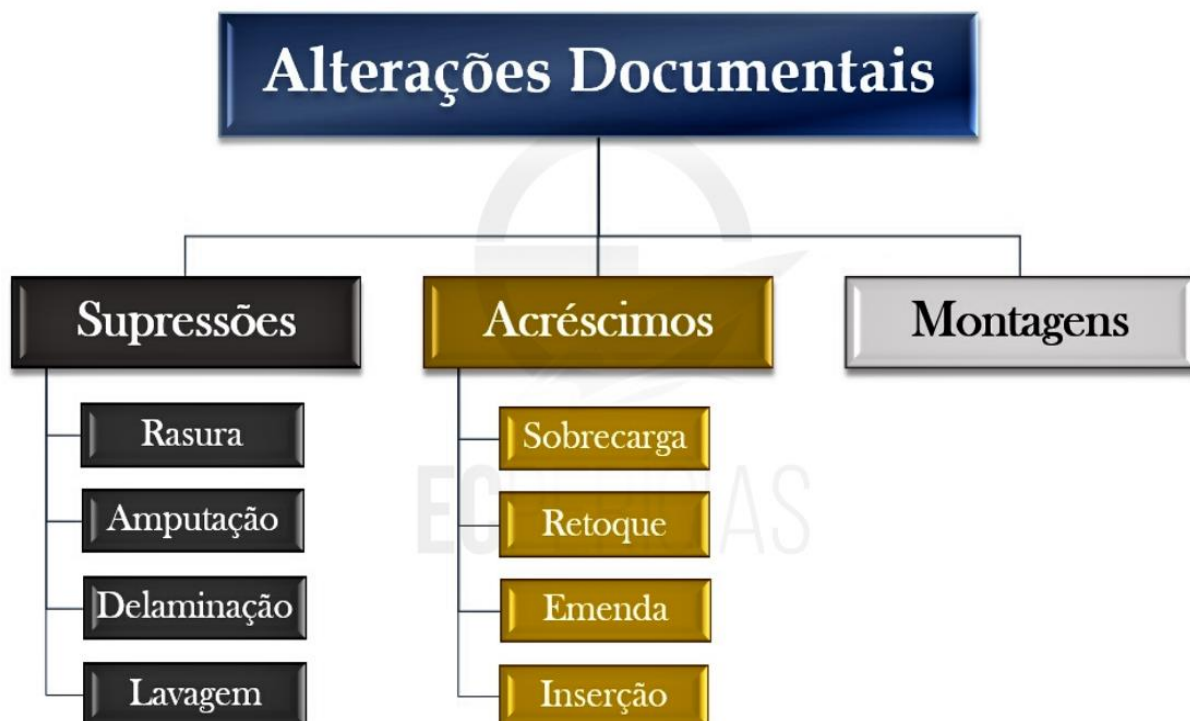 Alterações Documentais
Supressões
Rasura
Amputação
Delaminação
Lavagem
Acréscimos
Sobrecarga
Retoque
Emenda
Inserção
Montagens